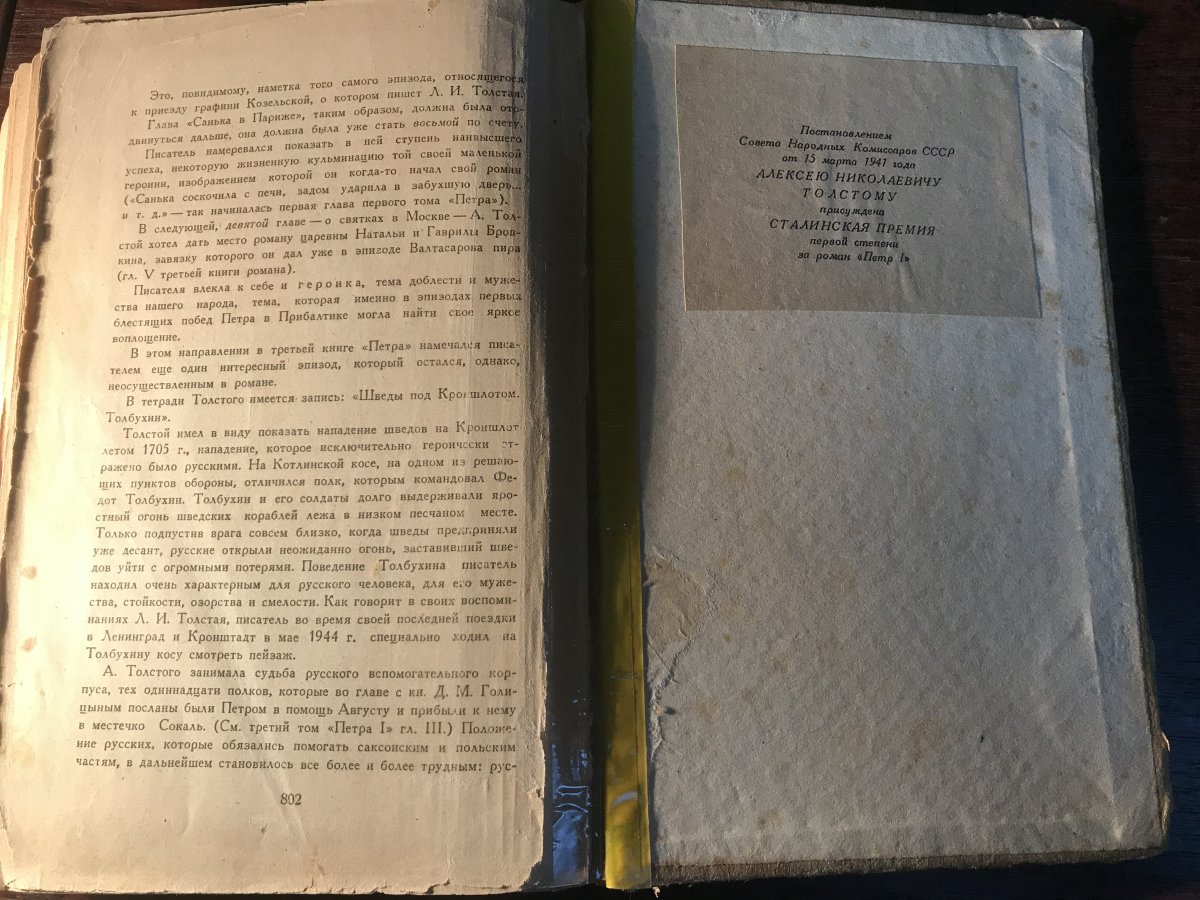 Это, повидимому, наметка того самого эпизода, относящегося
к приезду графини Козельской, о котором пишет Л. И. Толстая.
Глава «Санька в Париже», таким образом, должна была ото-
двинуться дальше, она должна была уже стать восьмой по счету.
Писатель намеревался показать в ней ступень наивысшего
успеха, некоторую жизненную кульминацию той своей маленькой
героини, изображением которой он когда-то начал свой роман
(«Санька соскочила с печи, задом ударила в забухшую дверь...
и т. д.» — так начиналась первая глава первого тома «Петра»).
В следующей, девятой главе — о святках в Москве — А. Тол-
стой хотел дать место роману царевны Натальи и Гаврилы Бров-
кина, завязку которого он дал уже в эпизоде Валтасарова пира
(гл. V третьей книги романа).
Писателя влекла к себе и героика, тема доблести и муже-
ства нашего народа, тема, которая именно в эпизодах первых
блестящих побед Петра в Прибалтике могла найти свое яркое
воплощение.
В этом направлении в третьей книге «Петра» намечался писа-
телем еще один интересный эпизод, который остался, однако,
неосуществленным в романе.
В тетради Толстого имеется запись: «Шведы под Кроншлотом.
Толбухин».
Толстой имел в виду показать нападение шведов на Кроншлот
летом 1705 г., нападение, которое исключительно героически от-
ражено было русскими. На Котлинской косе, на одном из решаю-
щих пунктов обороны, отличился полк, которым командовал Фе-
дот Толбухин. Толбухин и его солдаты долго выдерживали яро-
стный огонь шведских кораблей лежа в низком песчаном месте.
Только подпустив врага совсем близко, когда шведы предприняли
уже десант, русские открыли неожиданно огонь, заставивший шве-
дов уйти с огромными потерями. Поведение Толбухина писатель
находил очень характерным для русского человека, для его муже-
ства, стойкости, озорства и смелости. Как говорит в своих воспоми-
наниях Л. И. Толстая, писатель во время своей последней поездки
в Ленинград и Кронштадт в мае 1944 г. специально ходил на
Толбухину косу смотреть пейзаж.
А. Толстого занимала судьба русского вспомогательного кор-
пуса, тех одиннадцати полков, которые во главе с кн. Д. М. Голи-
цыным посланы были Петром в помощь Августу и прибыли к нему
в местечко Сокаль. (См. третий том «Петра I» гл. III.) Положе-
ние русских, которые обязались помогать саксонским и польским
частям, в дальнейшем становилось все более и более трудным: рус-
802
Постановлением
Совета Народных Комиссаров СССР
от 15 марта 1941 года
АЛЕКСЕЮ НИКОЛАЕВИЧУ
ТОЛСТОМУ
присуждена
СТАЛИНСКАЯ ПРЕМИЯ
первой степени
за роман «Петр I»